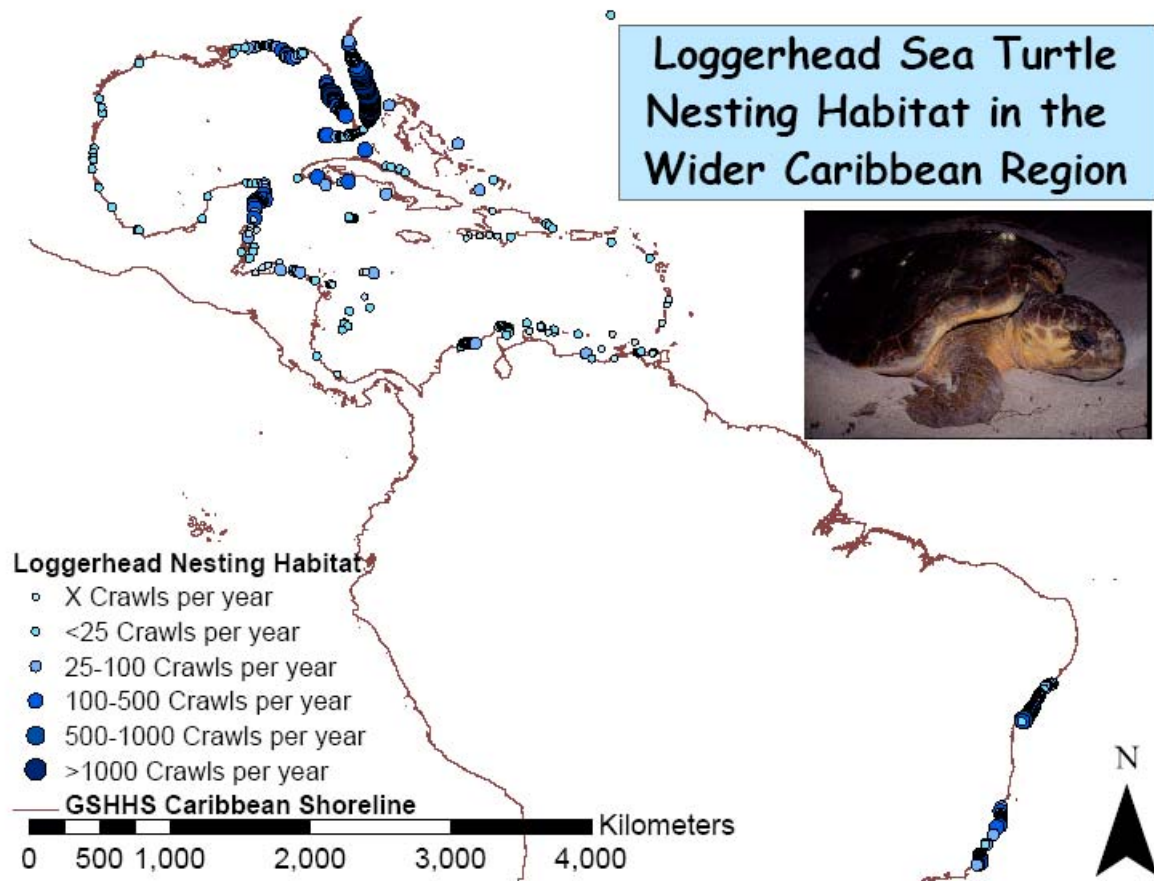 Loggerhead Sea Turtle
Nesting Habitat in the
Wider Caribbean Region
Loggerhead Nesting Habitat
X Crawls per year
<25 Crawls per year
25-100 Crawls per year
100-500 Crawls per year
500-1000 Crawls per year
>1000 Crawls per year
GSHHS Caribbean Shoreline
Kilometers
0 500 1,000 2,000 3,000 4,000
N